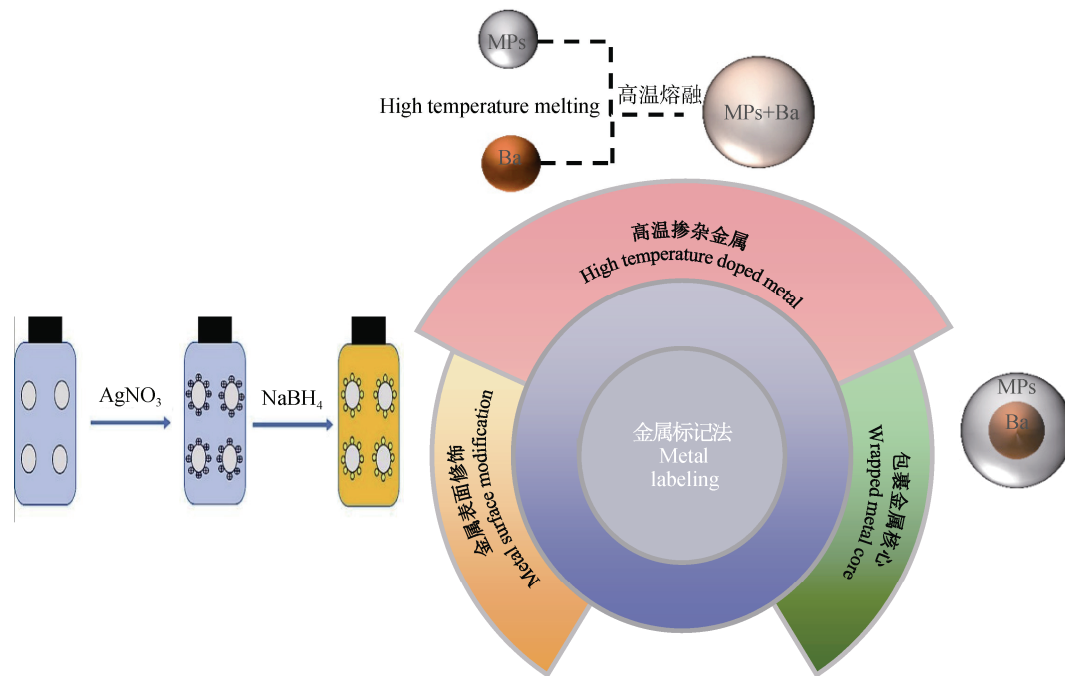 MPs
High temperature melting
高温熔融
MPs+Ba
Ba
高温掺杂金属
High temperature doped metal
AgNO₃
NaBH₄
金属表面修饰
Metal surface modification
金属标记法
Metal
labeling
包裹金属核心
Wrapped metal core
MPs
Ba